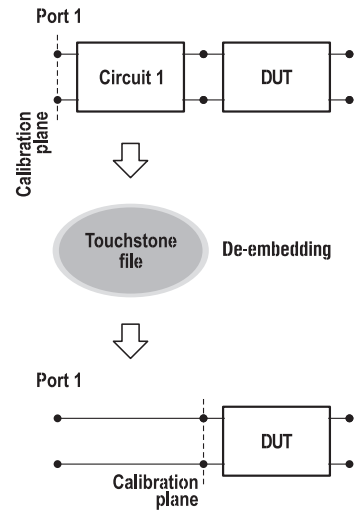 Port 1
Circuit 1
DUT
Calibration
plane
Touchstone
file
De-embedding
Port 1
DUT
Calibration
plane